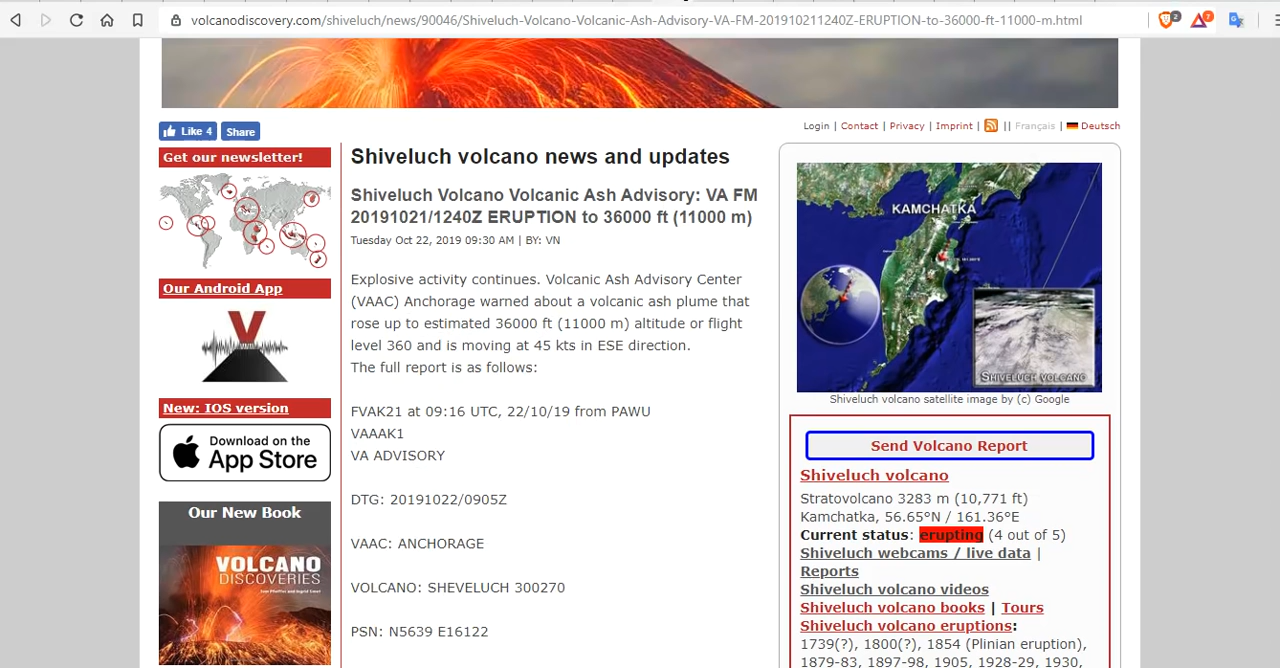 volcanodiscovery.com/shiveluch/news/90046/Shiveluch-Volcano-Volcanic-Ash-Advisory-VA-FM-201910211240Z-ERUPTION-to-36000-ft-11000-m.html
2
7
Login | Contact | Privacy | Imprint | || Français | Deutsch
Like 4
Share
Get our newsletter!
Our Android App
V
New: IOS version
Download on the
App Store
Our New Book
VOLCANO
DISCOVERIES
Shiveluch volcano news and updates
Shiveluch Volcano Volcanic Ash Advisory: VA FM
20191021/1240Z ERUPTION to 36000 ft (11000 m)
Tuesday Oct 22, 2019 09:30 AM | BY: VN
Explosive activity continues. Volcanic Ash Advisory Center
(VAAC) Anchorage warned about a volcanic ash plume that
rose up to estimated 36000 ft (11000 m) altitude or flight
level 360 and is moving at 45 kts in ESE direction.
The full report is as follows:
FVAK21 at 09:16 UTC, 22/10/19 from PAWU
VAAAK1
VA ADVISORY
DTG: 20191022/0905Z
VAAC: ANCHORAGE
VOLCANO: SHEVELUCH 300270
PSN: N5639 E16122
KAMCHATKA
SHIVELUCH VOLCANO
Shiveluch volcano satellite image by (c) Google
Send Volcano Report
Shiveluch volcano
Stratovolcano 3283 m (10,771 ft)
Kamchatka, 56.65°N / 161.36°E
Current status: erupting (4 out of 5)
Shiveluch webcams / live data |
Reports
Shiveluch volcano videos
Shiveluch volcano books | Tours
Shiveluch volcano eruptions:
1739(?), 1800(?), 1854 (Plinian eruption),
1879-83, 1897-98, 1905, 1928-29, 1930,